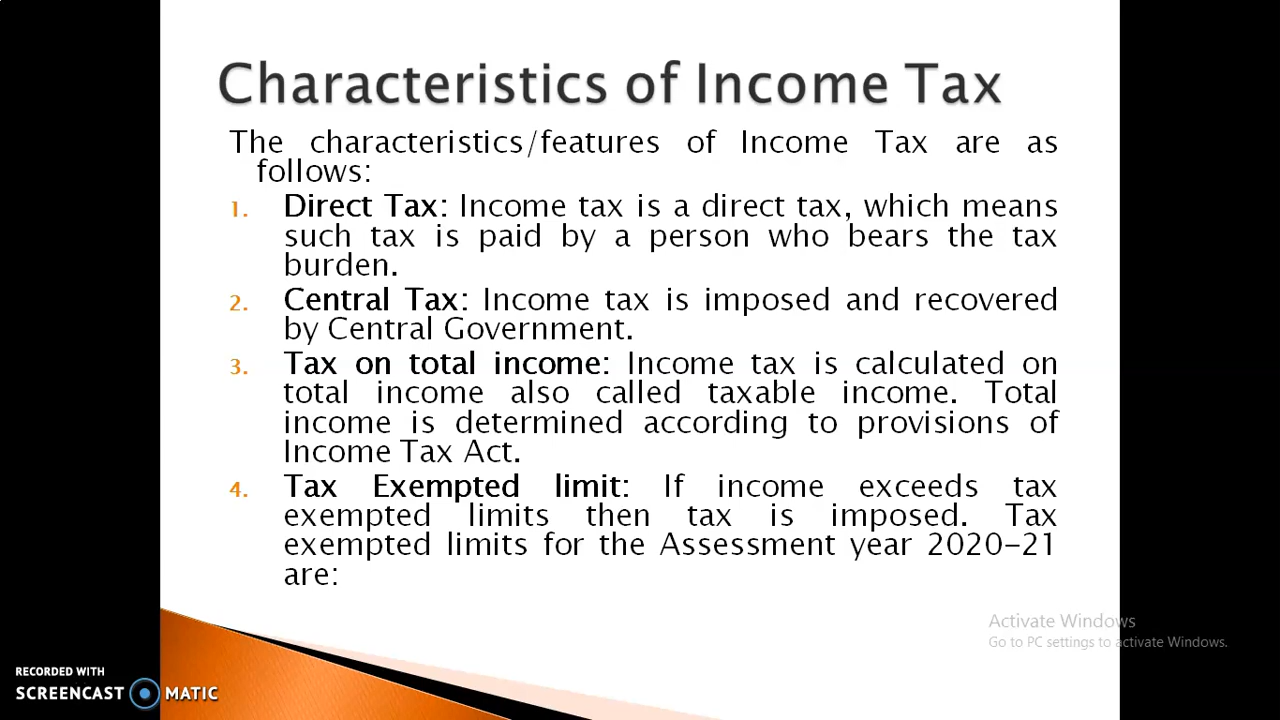 Characteristics of Income Tax
The characteristics/features of Income Tax are as
follows:
1. Direct Tax: Income tax is a direct tax, which means
such tax is paid by a person who bears the tax
burden.
2. Central Tax: Income tax is imposed and recovered
by Central Government.
3. Tax on total income: Income tax is calculated on
total income also called taxable income. Total
income is determined according to provisions of
Income Tax Act.
4. Tax Exempted limit: If income exceeds tax
exempted limits then tax is imposed. Tax
exempted limits for the Assessment year 2020-21
are:
Activate Windows
Go to PC settings to activate Windows.
RECORDED WITH
SCREENCAST MATIC